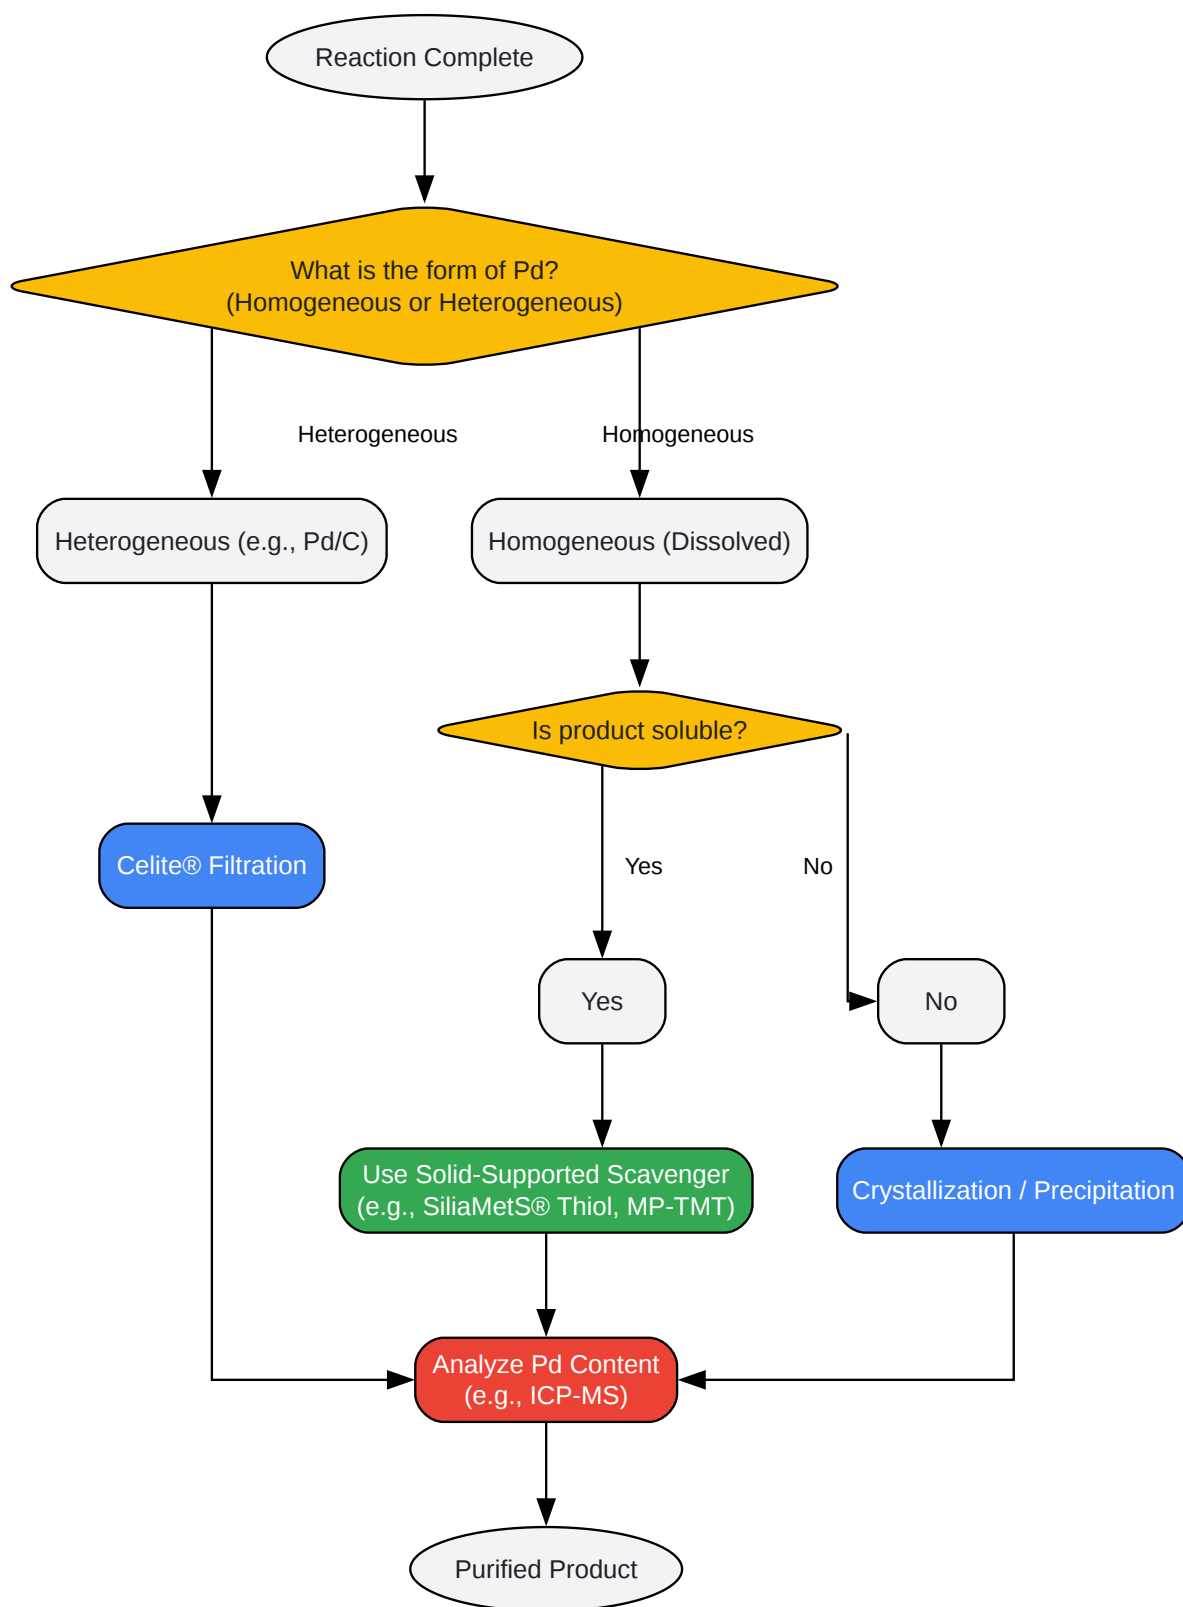 Reaction Complete
What is the form of Pd?
(Homogeneous or Heterogeneous)
Heterogeneous
Homogeneous
Heterogeneous (e.g., Pd/C)
Homogeneous (Dissolved)
Is product soluble?
Celite® Filtration
Yes
No
Yes
No
Use Solid-Supported Scavenger
(e.g., SiliaMetS® Thiol, MP-TMT)
Crystallization / Precipitation
Analyze Pd Content
(e.g., ICP-MS)
Purified Product